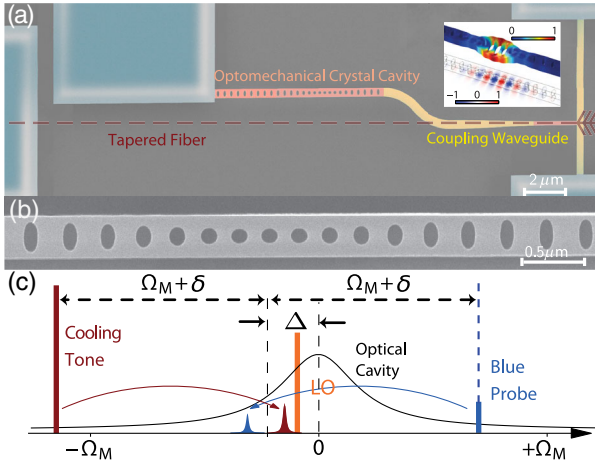 (a)
0 1
Optomechanical Crystal Cavity
−1 0 1
Tapered Fiber
Coupling Waveguide
2 μm
(b)
0.5μm
(c)
Ω_M + δ Ω_M + δ
Cooling
Tone
Δ
Optical
Cavity
LO
Blue
Probe
−Ω_M 0 +Ω_M